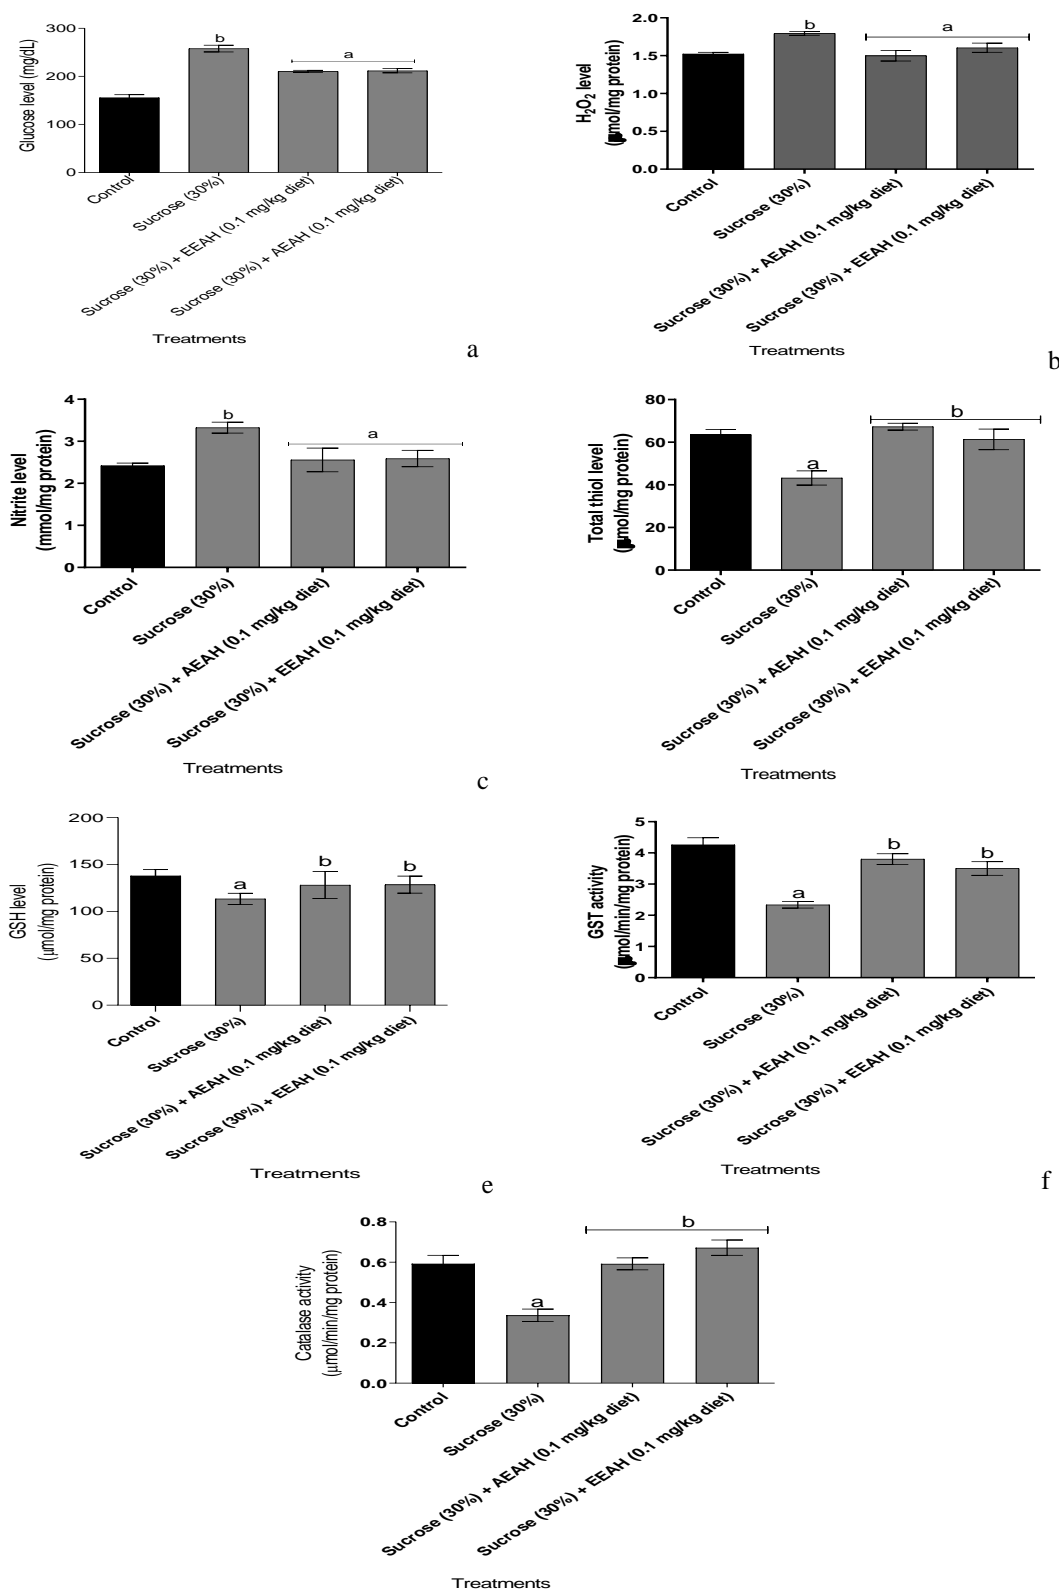 300
200
100
0
Glucose level (mg/dL)
b
a
Control
Sucrose (30%)
Sucrose (30%) + EEAH (0.1 mg/kg diet)
Sucrose (30%) + AEAH (0.1 mg/kg diet)
Treatments
a
2.0
1.5
1.0
0.5
0.0
H₂O₂ level
(μmol/mg protein)
b
a
Control
Sucrose (30%)
Sucrose (30%) + AEAH (0.1 mg/kg diet)
Sucrose (30%) + EEAH (0.1 mg/kg diet)
Treatments
b
4
3
2
1
0
Nitrite level
(mmol/mg protein)
b
a
Control
Sucrose (30%)
Sucrose (30%) + AEAH (0.1 mg/kg diet)
Sucrose (30%) + EEAH (0.1 mg/kg diet)
Treatments
c
80
60
40
20
0
Total thiol level
(μmol/mg protein)
a
b
Control
Sucrose (30%)
Sucrose (30%) + AEAH (0.1 mg/kg diet)
Sucrose (30%) + EEAH (0.1 mg/kg diet)
Treatments
200
150
100
50
0
GSH level
(μmol/mg protein)
a
b
b
Control
Sucrose (30%)
Sucrose (30%) + AEAH (0.1 mg/kg diet)
Sucrose (30%) + EEAH (0.1 mg/kg diet)
Treatments
e
5
4
3
2
1
0
GST activity
(μmol/min/mg protein)
a
b
b
Control
Sucrose (30%)
Sucrose (30%) + AEAH (0.1 mg/kg diet)
Sucrose (30%) + EEAH (0.1 mg/kg diet)
Treatments
f
0.8
0.6
0.4
0.2
0.0
Catalase activity
(μmol/min/mg protein)
a
b
Control
Sucrose (30%)
Sucrose (30%) + AEAH (0.1 mg/kg diet)
Sucrose (30%) + EEAH (0.1 mg/kg diet)
Treatments